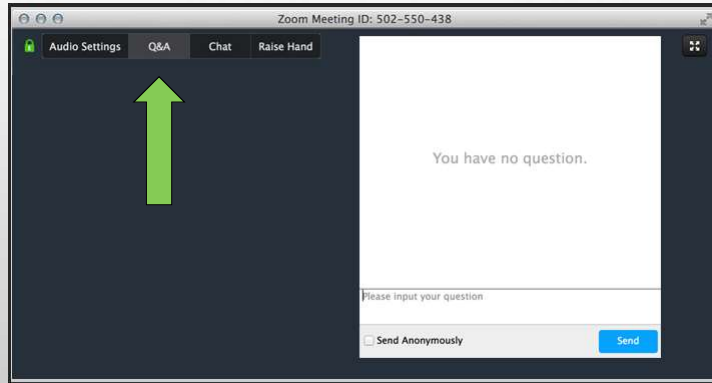 Zoom Meeting ID: 502-550-438
Audio Settings Q&A Chat Raise Hand
You have no question.
Please input your question
Send Anonymously Send